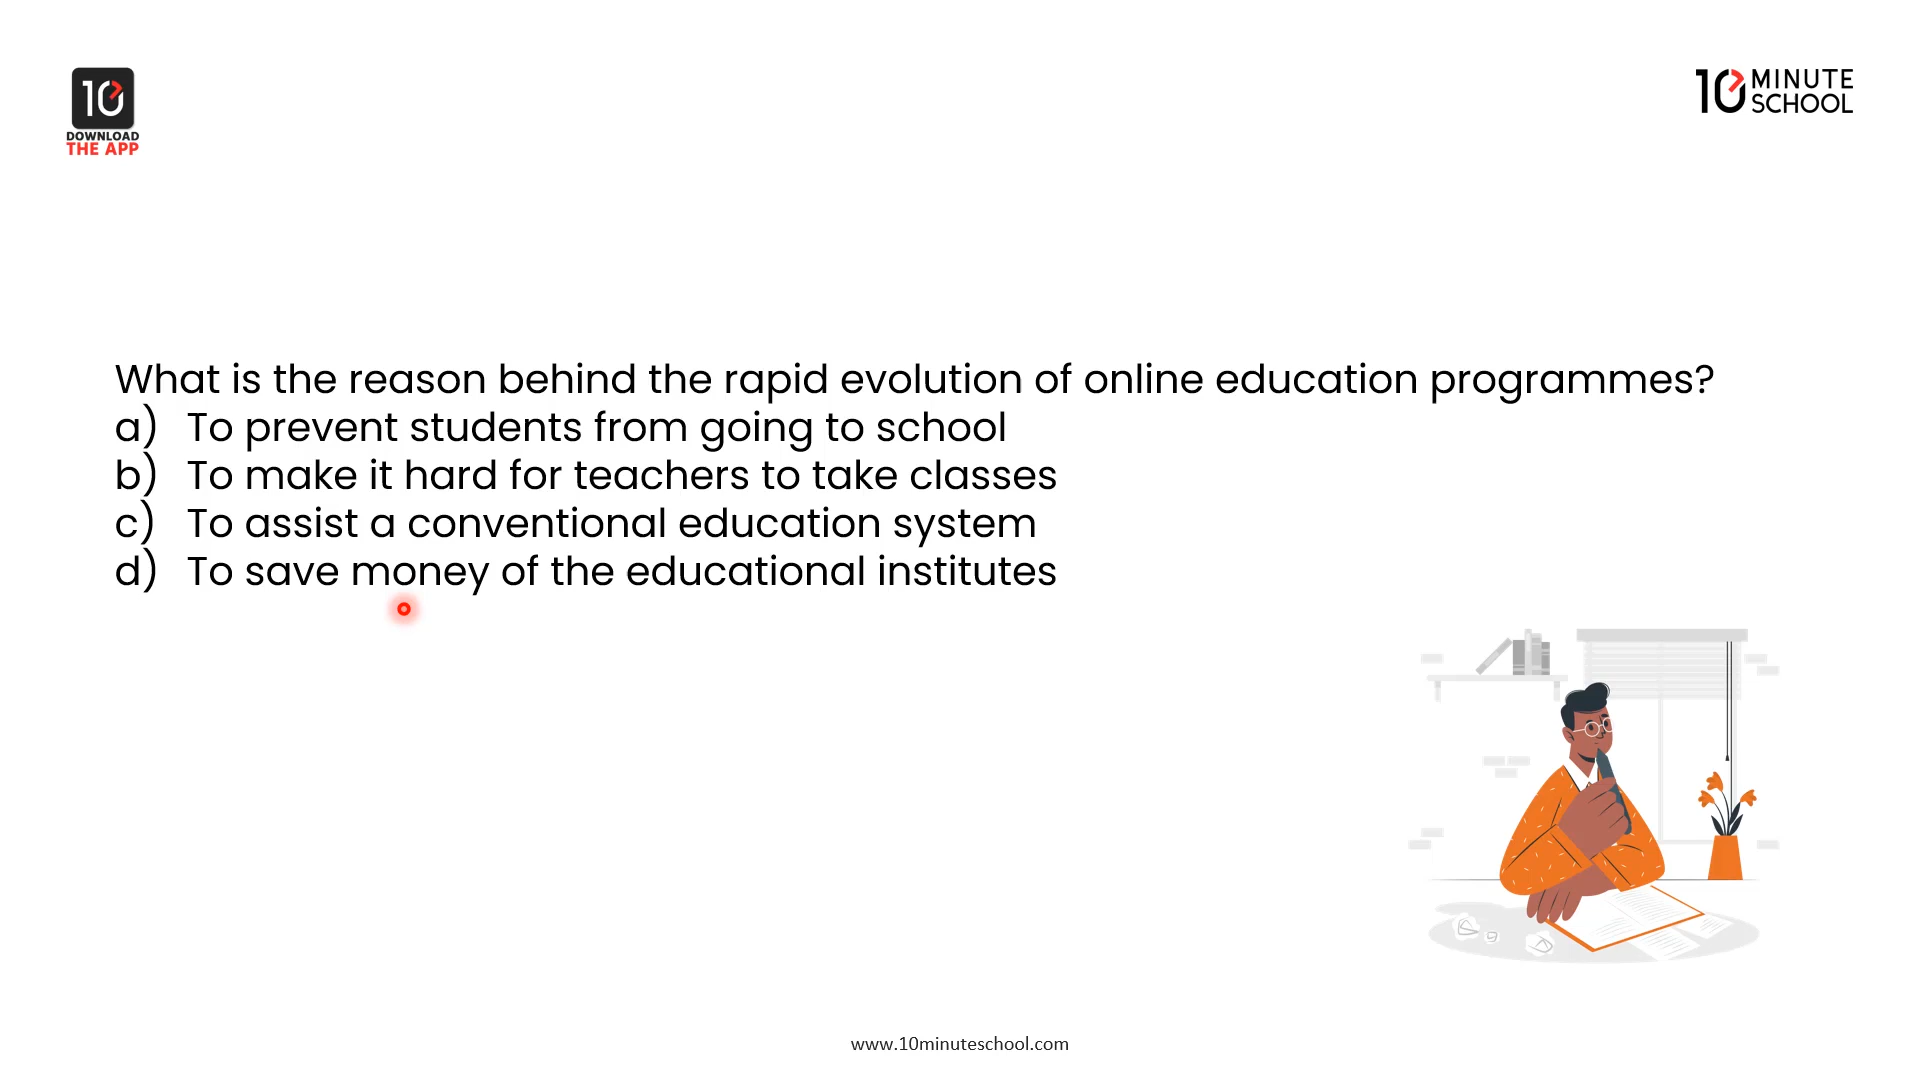 10
DOWNLOAD
THE APP
10 MINUTE
SCHOOL
What is the reason behind the rapid evolution of online education programmes?
a) To prevent students from going to school
b) To make it hard for teachers to take classes
c) To assist a conventional education system
d) To save money of the educational institutes
www.10minuteschool.com